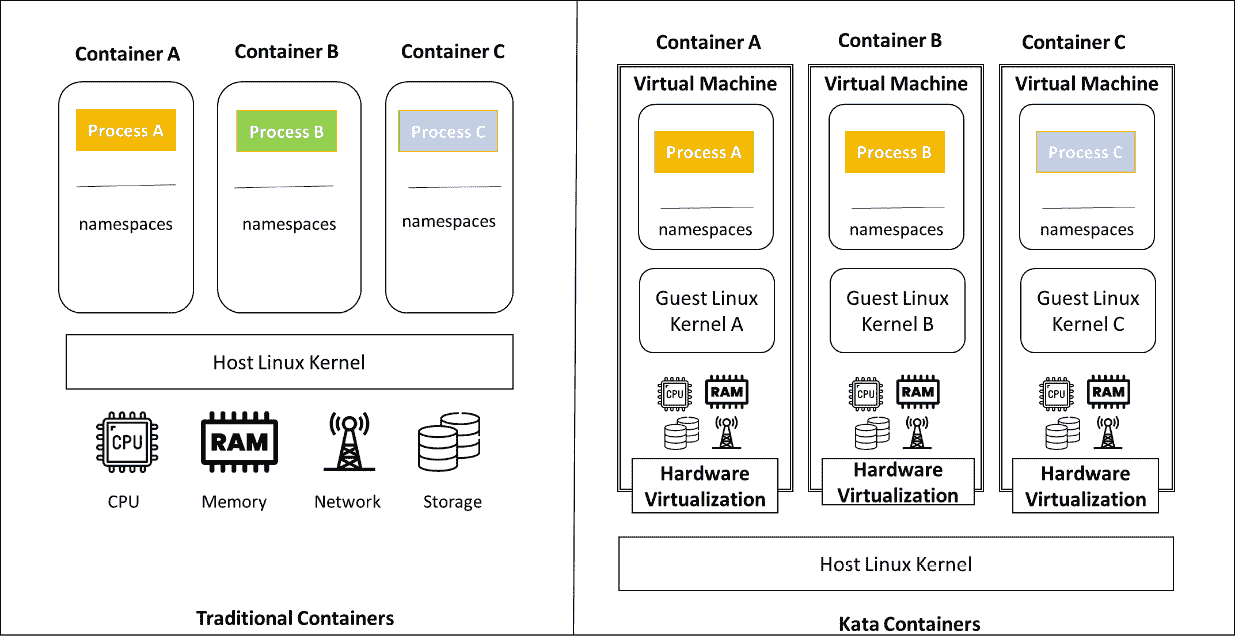 Container A
Container B
Container C
Process A
Process B
Process C
namespaces
namespaces
namespaces
Host Linux Kernel
CPU
RAM
CPU
Memory
Network
Storage
Traditional Containers
Container A
Container B
Container C
Virtual Machine
Virtual Machine
Virtual Machine
Process A
Process B
Process C
namespaces
namespaces
namespaces
Guest Linux
Kernel A
Guest Linux
Kernel B
Guest Linux
Kernel C
CPU
RAM
CPU
RAM
CPU
RAM
Hardware
Virtualization
Hardware
Virtualization
Hardware
Virtualization
Host Linux Kernel
Kata Containers